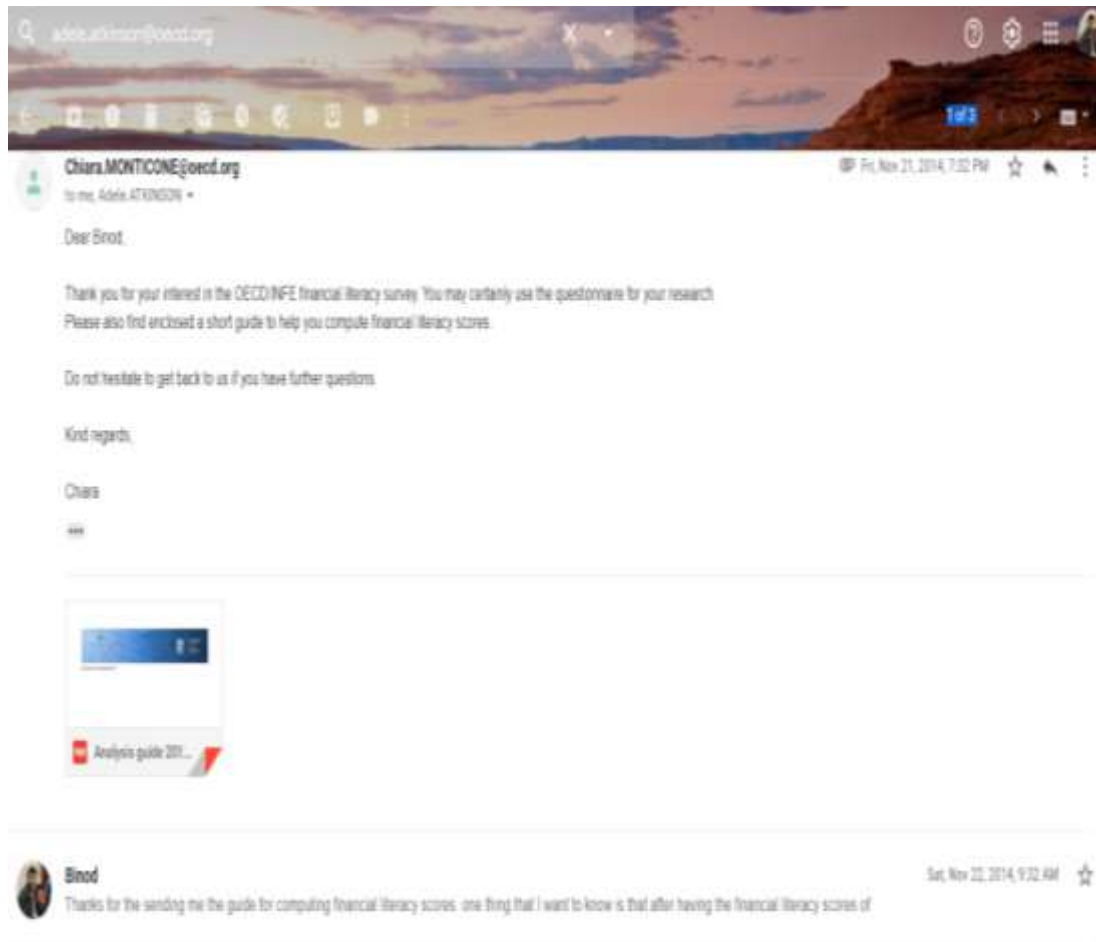 adele.atkinson@oecd.org
1 of 3
Chiara.MONTICONE@oecd.org
Fri, Nov 21, 2014, 7:32 PM
to me, Adele ATKINSON
Dear Binod,
Thank you for your interest in the OECD/INFE financial literacy survey. You may certainly use the questionnaire for your research.
Please also find enclosed a short guide to help you compute financial literacy scores.
Do not hesitate to get back to us if you have further questions.
Kind regards,
Chiara
Analysis guide 201...
Binod
Sat, Nov 22, 2014, 9:32 AM
Thanks for the sending me the guide for computing financial literacy scores. one thing that I want to know is that after having the financial literacy scores of